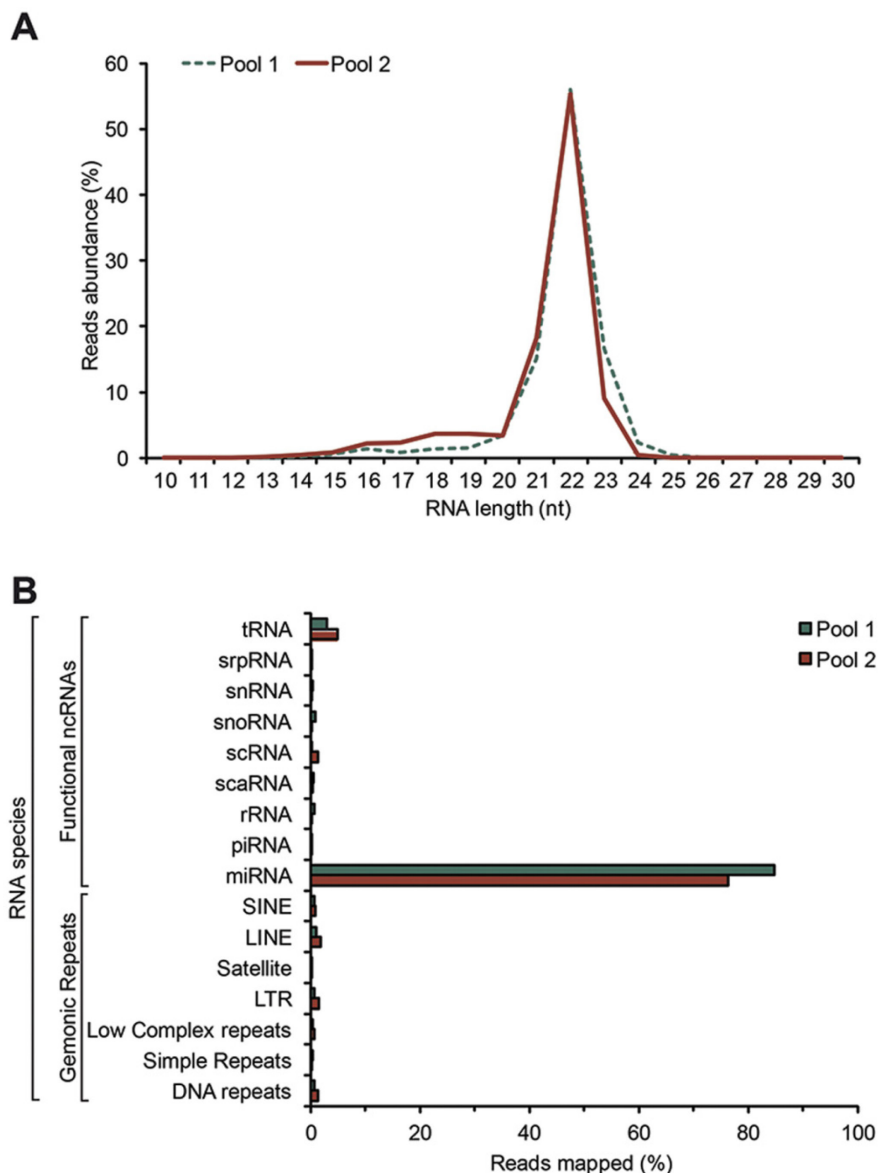 A
60
50
40
30
20
10
0
Reads abundance (%)
Pool 1 Pool 2
10 11 12 13 14 15 16 17 18 19 20 21 22 23 24 25 26 27 28 29 30
RNA length (nt)
B
RNA species
Functional ncRNAs
Gemonic Repeats
tRNA
srpRNA
snRNA
snoRNA
scRNA
scaRNA
rRNA
piRNA
miRNA
SINE
LINE
Satellite
LTR
Low Complex repeats
Simple Repeats
DNA repeats
Pool 1
Pool 2
0 20 40 60 80 100
Reads mapped (%)